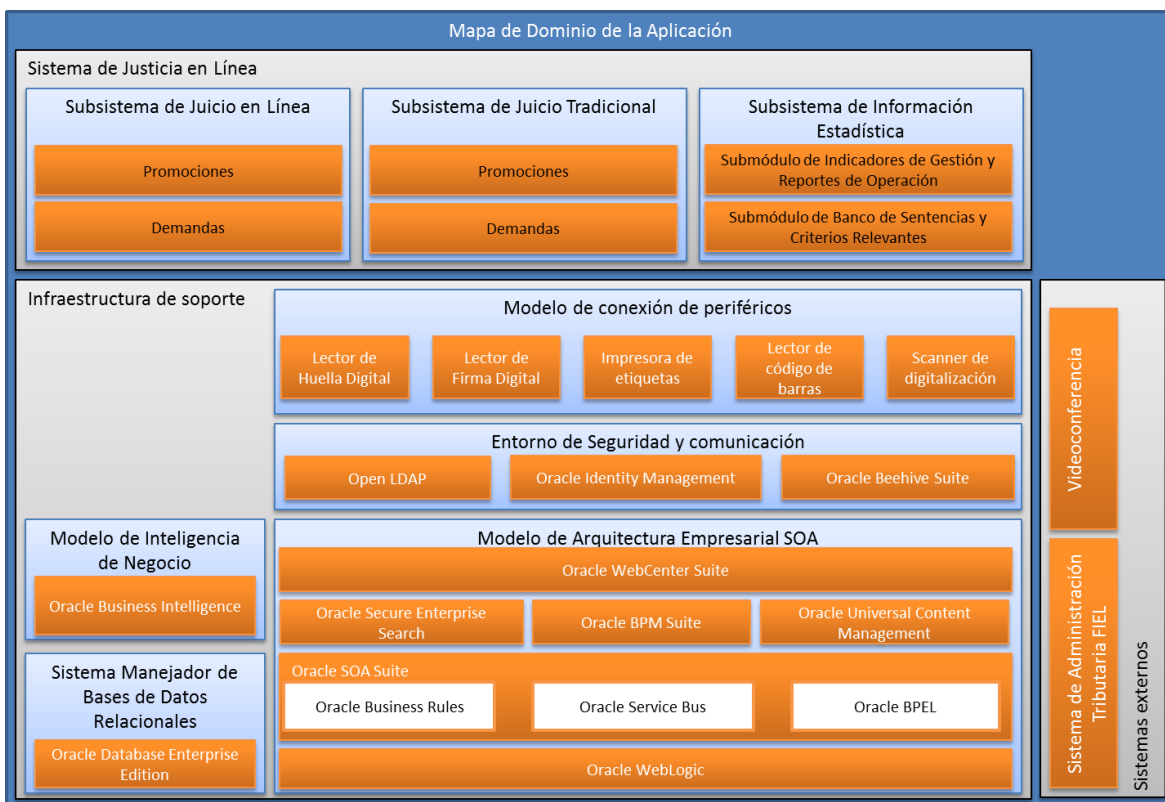 Mapa de Dominio de la Aplicación
Sistema de Justicia en Línea
Subsistema de Juicio en Línea
Promociones
Demandas
Subsistema de Juicio Tradicional
Promociones
Demandas
Subsistema de Información
Estadística
Submódulo de Indicadores de Gestión y
Reportes de Operación
Submódulo de Banco de Sentencias y
Criterios Relevantes
Infraestructura de soporte
Modelo de conexión de periféricos
Lector de
Huella Digital
Lector de
Firma Digital
Impresora de
etiquetas
Lector de
código de
barras
Scanner de
digitalización
Entorno de Seguridad y comunicación
Open LDAP
Oracle Identity Management
Oracle Beehive Suite
Modelo de Inteligencia
de Negocio
Oracle Business Intelligence
Sistema Manejador de
Bases de Datos
Relacionales
Oracle Database Enterprise
Edition
Modelo de Arquitectura Empresarial SOA
Oracle WebCenter Suite
Oracle Secure Enterprise
Search
Oracle BPM Suite
Oracle Universal Content
Management
Oracle SOA Suite
Oracle Business Rules
Oracle Service Bus
Oracle BPEL
Oracle WebLogic
Videoconferencia
Sistema de Administración
Tributaria FIEL
Sistemas externos